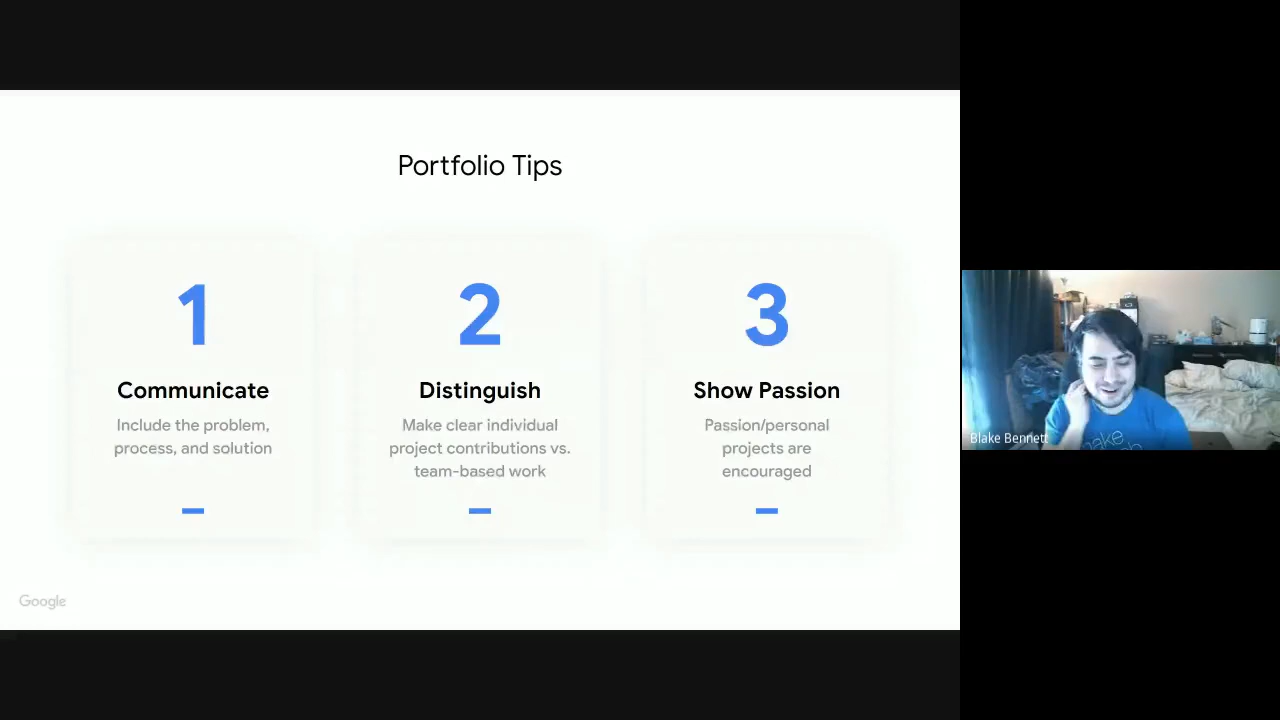 Portfolio Tips
1
Communicate
Include the problem,
process, and solution
2
Distinguish
Make clear individual
project contributions vs.
team-based work
3
Show Passion
Passion/personal
projects are
encouraged
Google
Blake Bennett
make